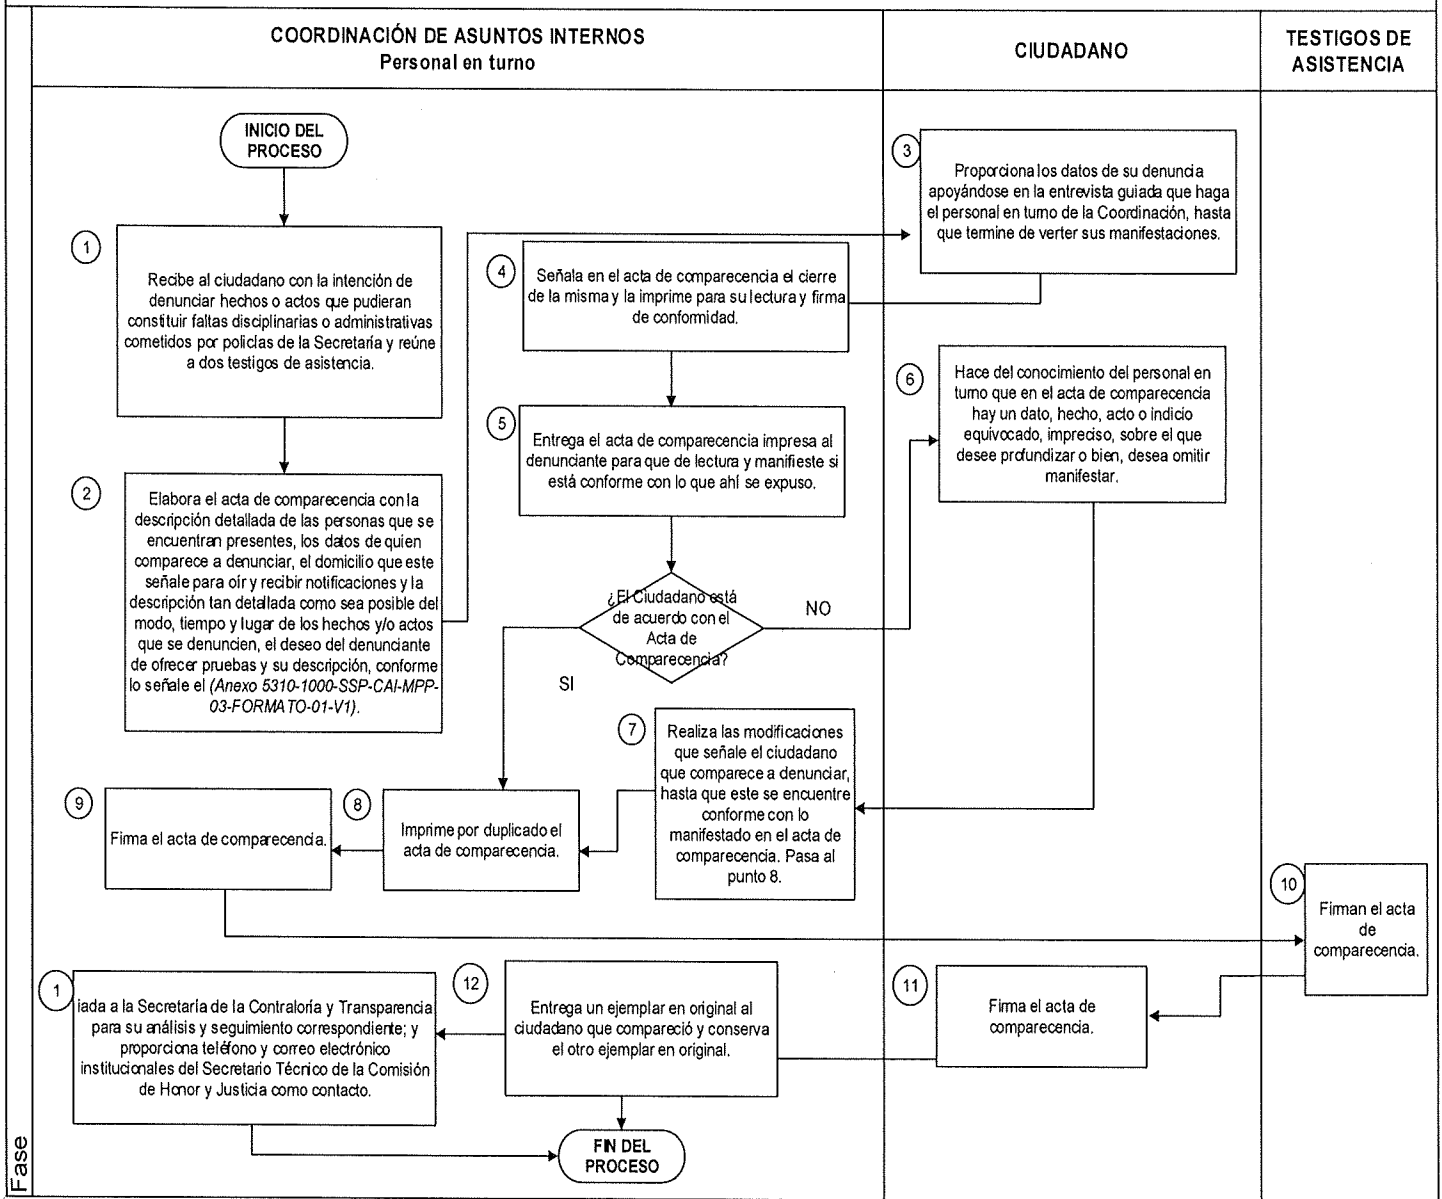 COORDINACIÓN DE ASUNTOS INTERNOS
Personal en turno
CIUDADANO
TESTIGOS DE
ASISTENCIA
INICIO DEL
PROCESO
1
Recibe al ciudadano con la intención de
denunciar hechos o actos que pudieran
constituir faltas disciplinarias o administrativas
cometidos por policías de la Secretaría y reúne
a dos testigos de asistencia.
2
Elabora el acta de comparecencia con la
descripción detallada de las personas que se
encuentran presentes, los datos de quien
comparece a denunciar, el domicilio que este
señale para oír y recibir notificaciones y la
descripción tan detallada como sea posible del
modo, tiempo y lugar de los hechos y/o actos
que se denuncien, el deseo del denunciante
de ofrecer pruebas y su descripción, conforme
lo señale el (Anexo 5310-1000-SSP-CAI-MPP-
03-FORMATO-01-V1).
3
Proporciona los datos de su denuncia
apoyándose en la entrevista guiada que haga
el personal en turno de la Coordinación, hasta
que termine de verter sus manifestaciones.
4
Señala en el acta de comparecencia el cierre
de la misma y la imprime para su lectura y firma
de conformidad.
5
Entrega el acta de comparecencia impresa al
denunciante para que de lectura y manifieste si
está conforme con lo que ahí se expuso.
¿El Ciudadano está
de acuerdo con el
Acta de
Comparecencia?
NO
SI
6
Hace del conocimiento del personal en
turno que en el acta de comparecencia
hay un dato, hecho, acto o indicio
equivocado, impreciso, sobre el que
desee profundizar o bien, desea omitir
manifestar.
7
Realiza las modificaciones
que señale el ciudadano
que comparece a denunciar,
hasta que este se encuentre
conforme con lo
manifestado en el acta de
comparecencia. Pasa al
punto 8.
8
Imprime por duplicado el
acta de comparecencia.
9
Firma el acta de comparecencia.
10
Firman el acta
de
comparecencia.
11
Firma el acta de
comparecencia.
12
Entrega un ejemplar en original al
ciudadano que compareció y conserva
el otro ejemplar en original.
1
iada a la Secretaría de la Contraloría y Transparencia
para su análisis y seguimiento correspondiente; y
proporciona teléfono y correo electrónico
institucionales del Secretario Técnico de la Comisión
de Honor y Justicia como contacto.
FIN DEL
PROCESO
Fase